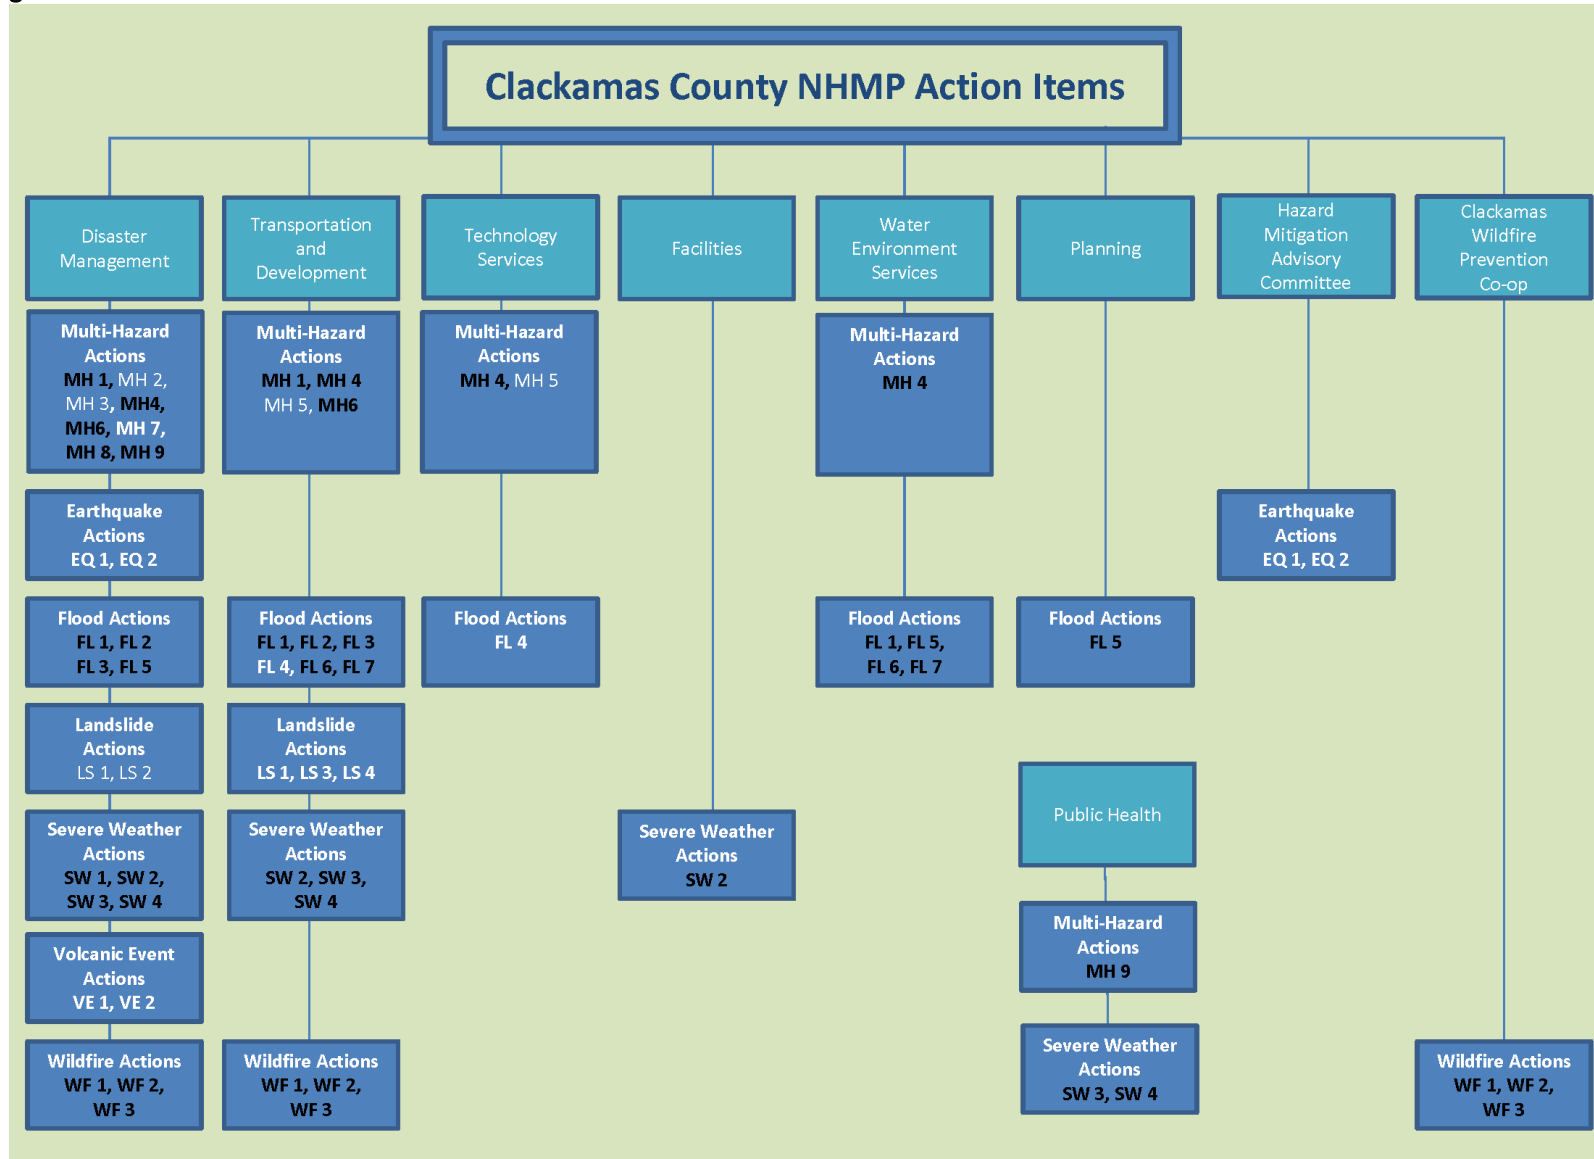 Clackamas County NHMP Action Items
Disaster
Management
Transportation
and
Development
Technology
Services
Facilities
Water
Environment
Services
Planning
Hazard
Mitigation
Advisory
Committee
Clackamas
Wildfire
Prevention
Co-op
Multi-Hazard
Actions
MH 1, MH 2,
MH 3, MH4,
MH6, MH 7,
MH 8, MH 9
Multi-Hazard
Actions
MH 1, MH 4
MH 5, MH6
Multi-Hazard
Actions
MH 4, MH 5
Multi-Hazard
Actions
MH 4
Earthquake
Actions
EQ 1, EQ 2
Earthquake
Actions
EQ 1, EQ 2
Flood Actions
FL 1, FL 2
FL 3, FL 5
Flood Actions
FL 1, FL 2, FL 3
FL 4, FL 6, FL 7
Flood Actions
FL 4
Flood Actions
FL 1, FL 5,
FL 6, FL 7
Flood Actions
FL 5
Landslide
Actions
LS 1, LS 2
Landslide
Actions
LS 1, LS 3, LS 4
Severe Weather
Actions
SW 1, SW 2,
SW 3, SW 4
Severe Weather
Actions
SW 2, SW 3,
SW 4
Severe Weather
Actions
SW 2
Public Health
Multi-Hazard
Actions
MH 9
Severe Weather
Actions
SW 3, SW 4
Volcanic Event
Actions
VE 1, VE 2
Wildfire Actions
WF 1, WF 2,
WF 3
Wildfire Actions
WF 1, WF 2,
WF 3
Wildfire Actions
WF 1, WF 2,
WF 3